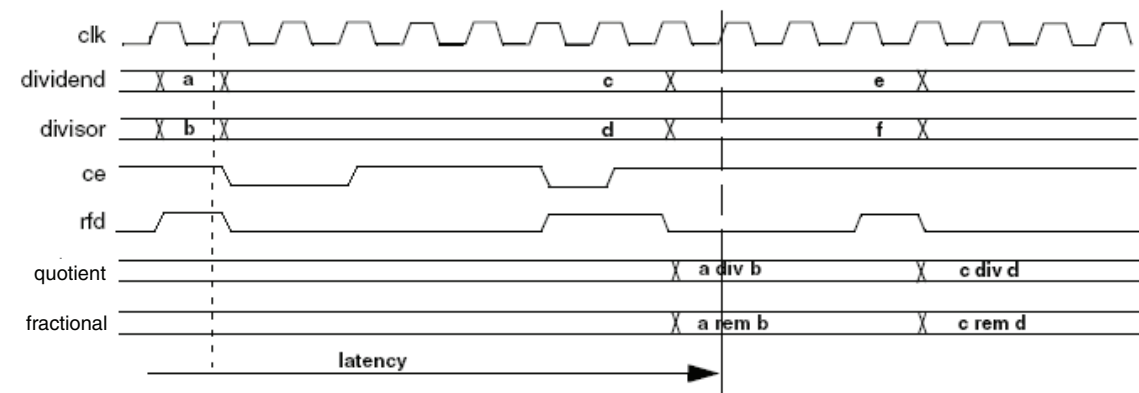 clk
dividend a c e
divisor b d f
ce
rfd
quotient a div b c div d
fractional a rem b c rem d
latency